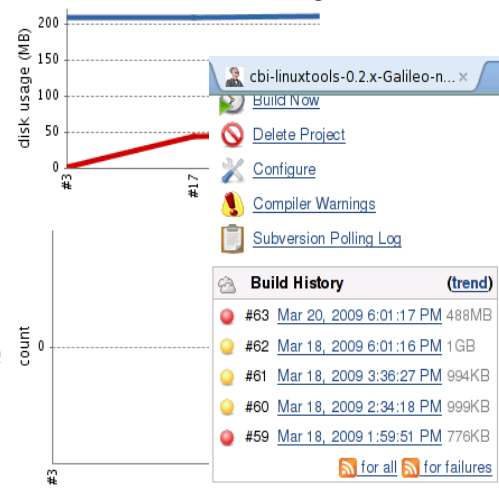 disk usage (MB)
200
150
100
50
0
#3
#17
count
0
#3
cbi-linuxtools-0.2.x-Galileo-n...
Build Now
Delete Project
Configure
Compiler Warnings
Subversion Polling Log
Build History (trend)
#63 Mar 20, 2009 6:01:17 PM 488MB
#62 Mar 18, 2009 6:01:16 PM 1GB
#61 Mar 18, 2009 3:36:27 PM 994KB
#60 Mar 18, 2009 2:34:18 PM 999KB
#59 Mar 18, 2009 1:59:51 PM 776KB
for all for failures